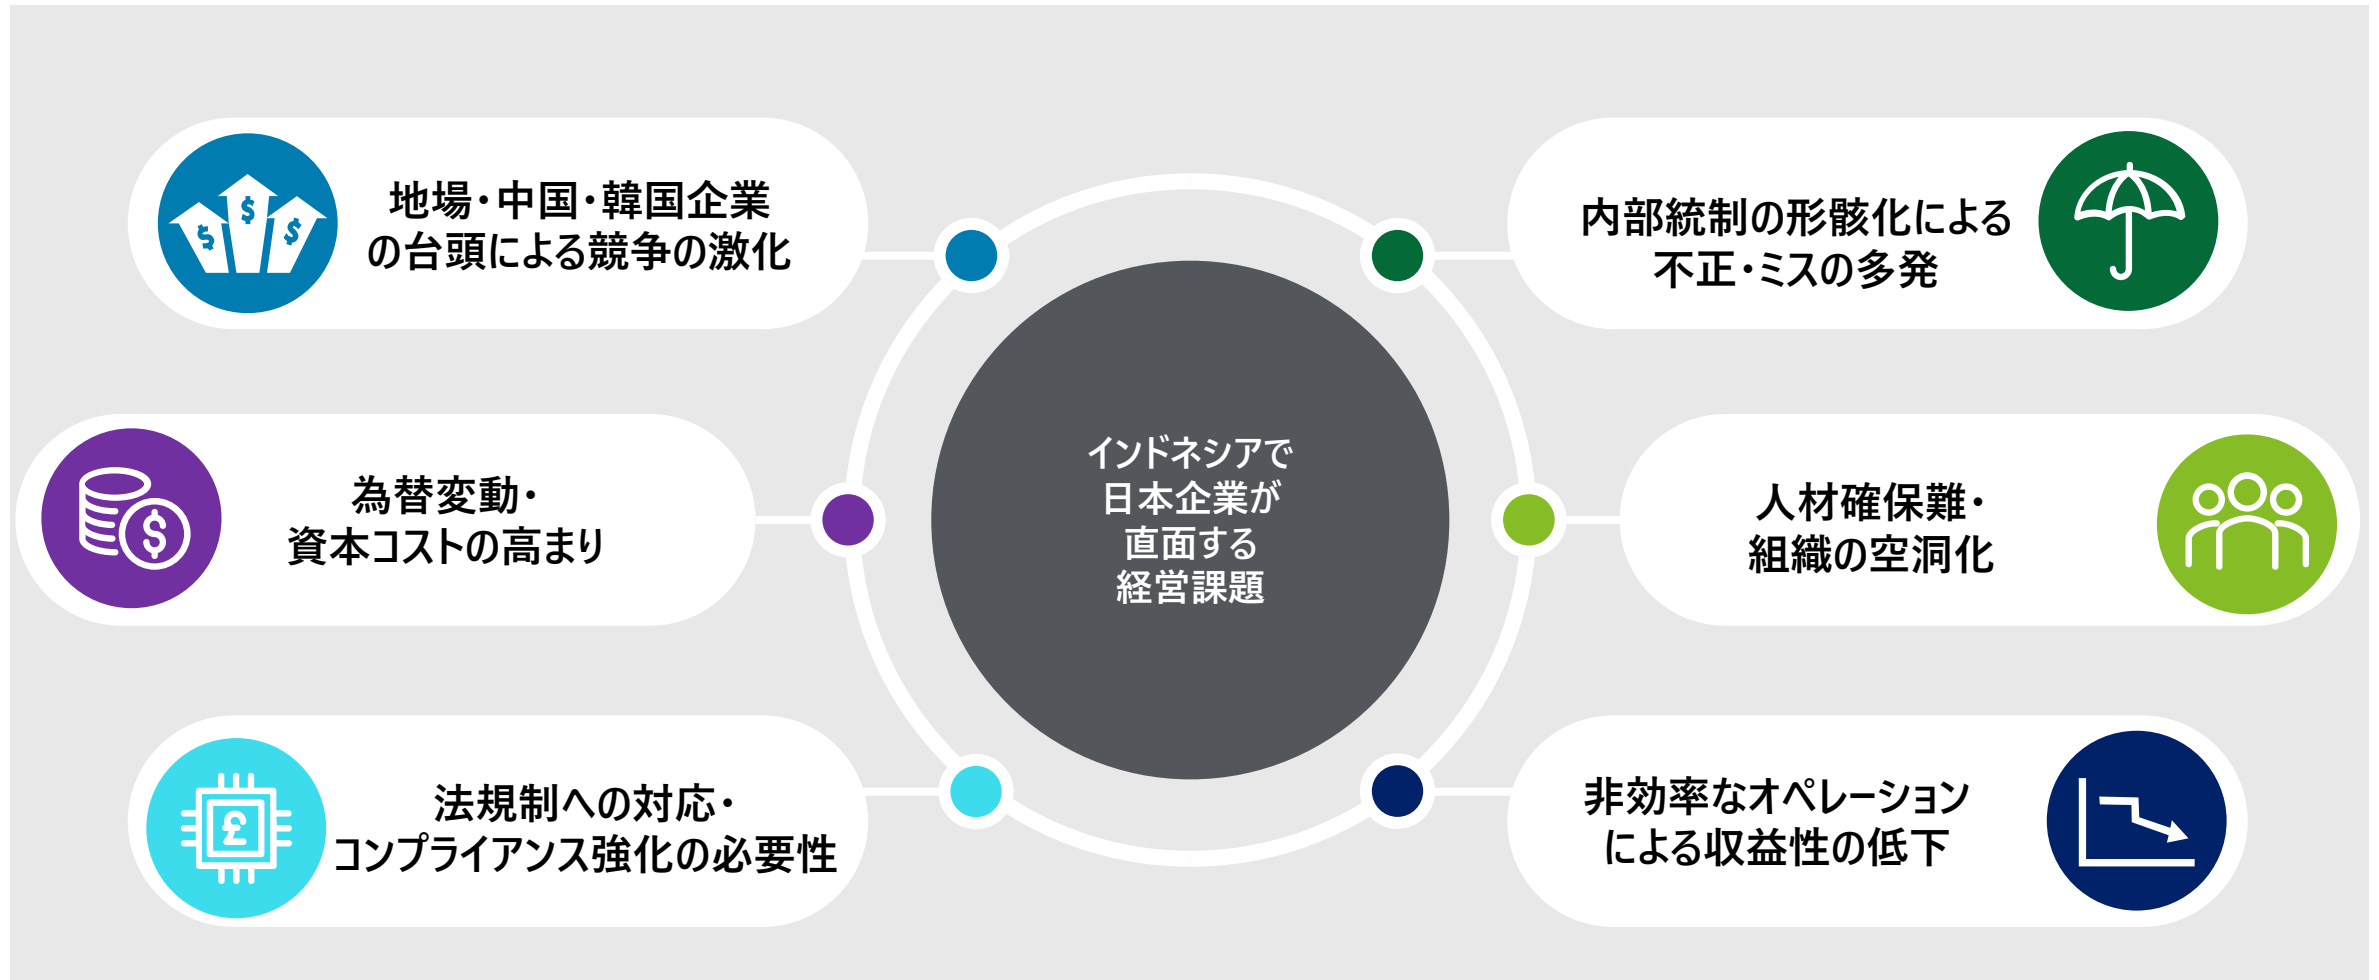 地場・中国・韓国企業
の台頭による競争の激化
為替変動・
資本コストの高まり
法規制への対応・
コンプライアンス強化の必要性
インドネシアで
日本企業が
直面する
経営課題
内部統制の形骸化による
不正・ミスの多発
人材確保難・
組織の空洞化
非効率なオペレーション
による収益性の低下
$
$
$
$
£